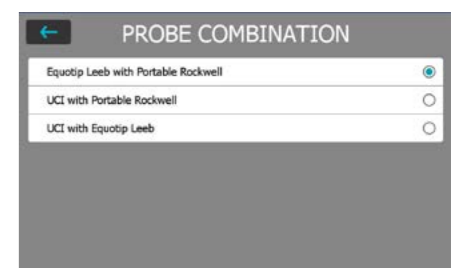 PROBE COMBINATION
Equotip Leeb with Portable Rockwell
UCI with Portable Rockwell
UCI with Equotip Leeb